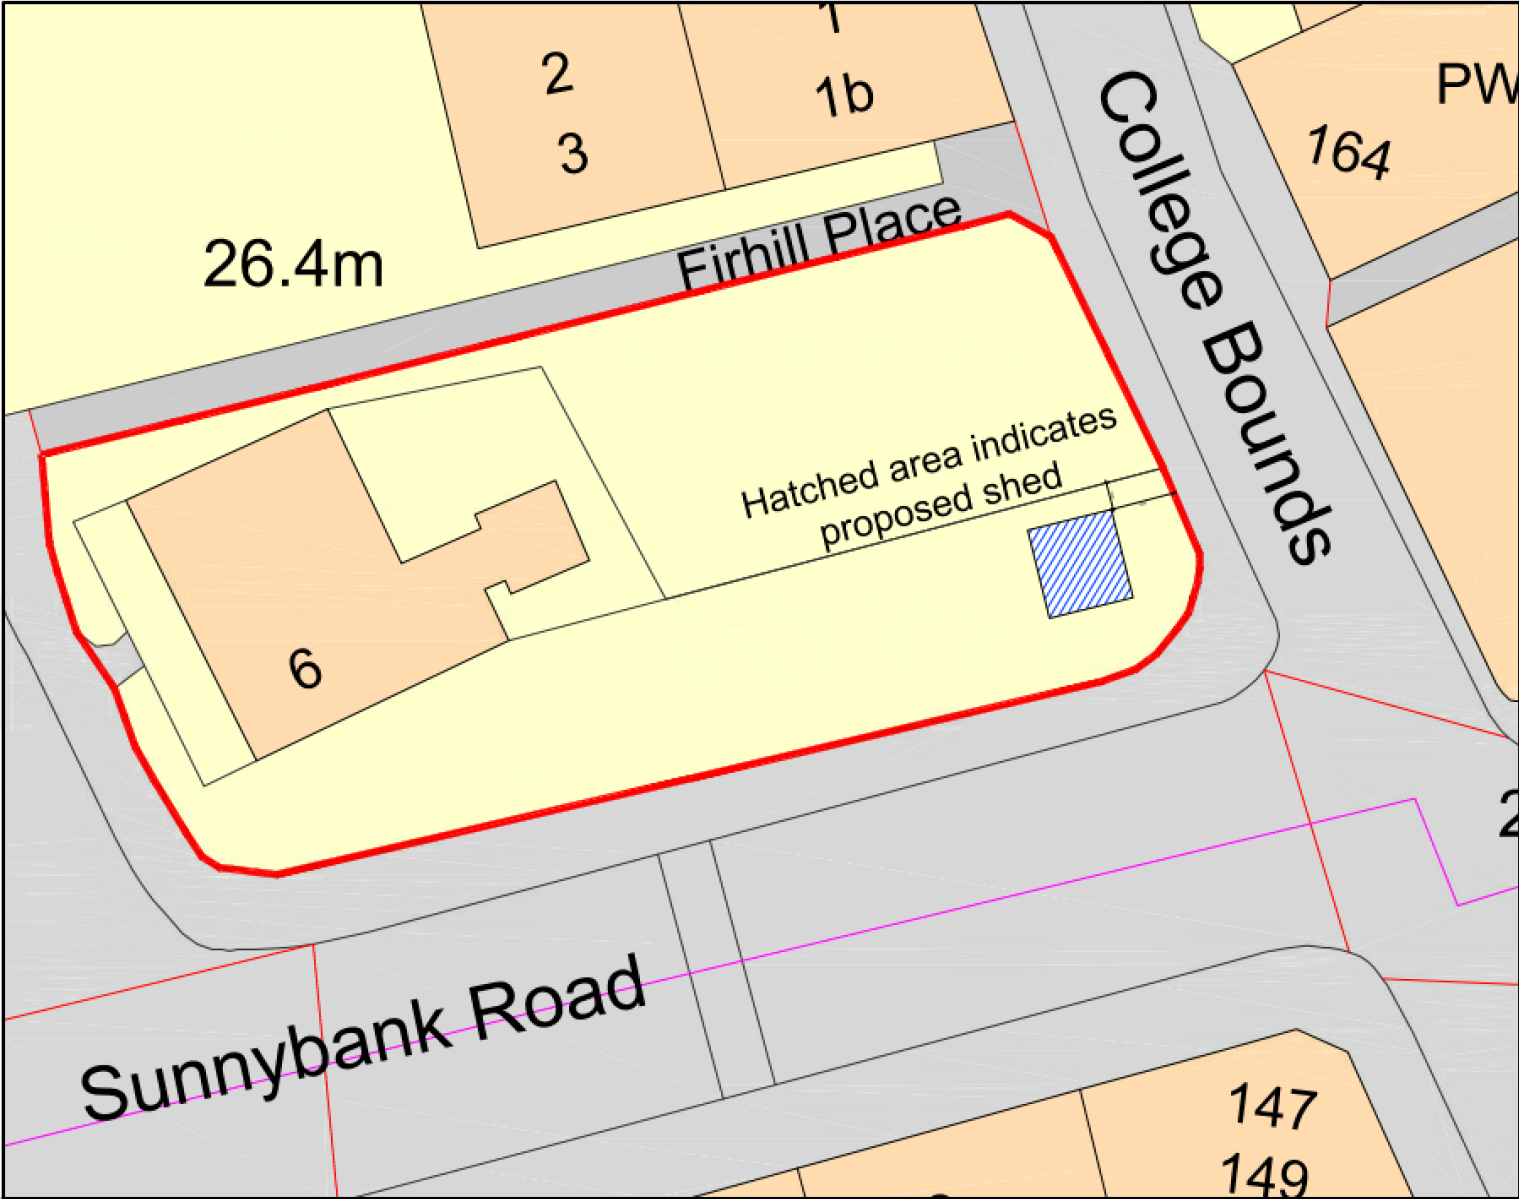 1
2
1b
3
PW
164
College Bounds
Firhill Place
26.4m
Hatched area indicates
proposed shed
6
2
Sunnybank Road
147
149